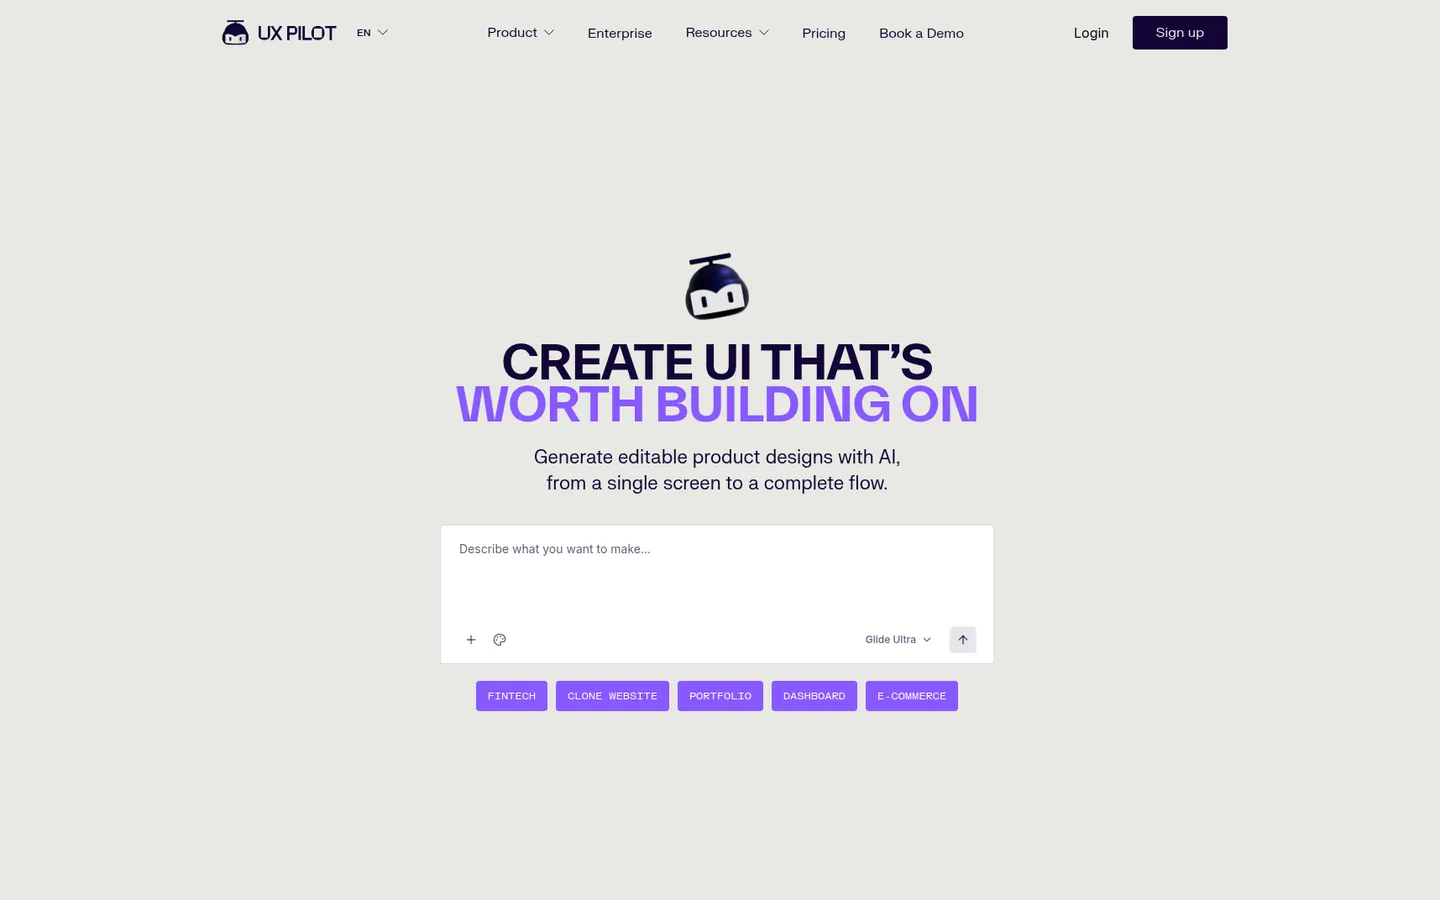 UX PILOT
EN
Product
Enterprise
Resources
Pricing
Book a Demo
Login
Sign up
CREATE UI THAT'S
WORTH BUILDING ON
Generate editable product designs with AI,
from a single screen to a complete flow.
Describe what you want to make...
Glide Ultra
FINTECH
CLONE WEBSITE
PORTFOLIO
DASHBOARD
E-COMMERCE